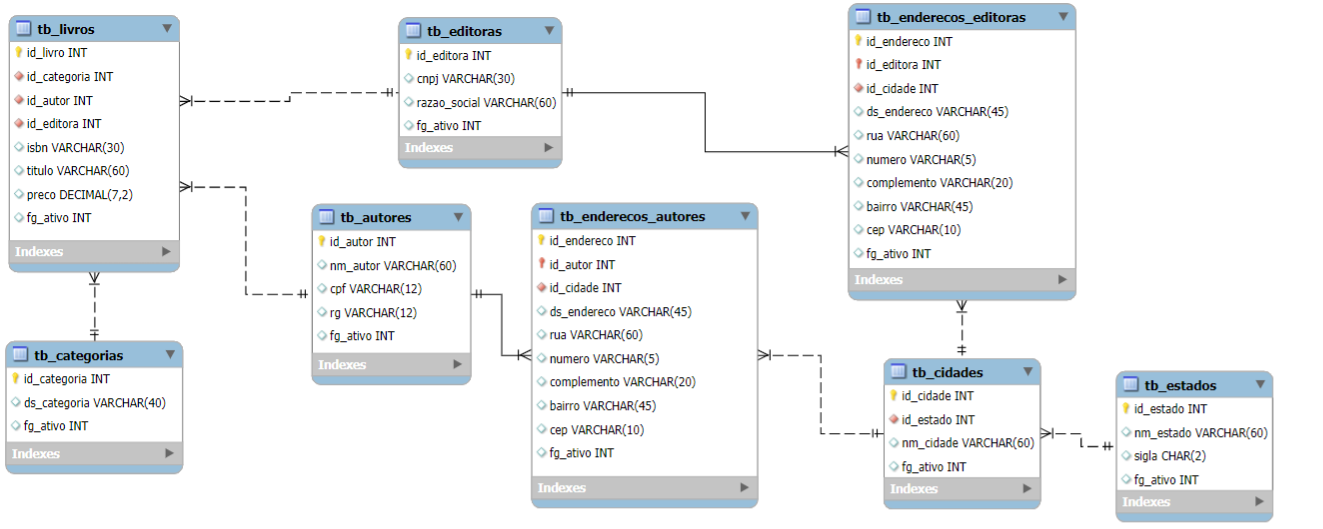 tb_livros
id_livro INT
id_categoria INT
id_autor INT
id_editora INT
isbn VARCHAR(30)
titulo VARCHAR(60)
preco DECIMAL(7,2)
fg_ativo INT
Indexes
tb_editoras
id_editora INT
cnpj VARCHAR(30)
razao_social VARCHAR(60)
fg_ativo INT
Indexes
tb_enderecos_editoras
id_endereco INT
id_editora INT
id_cidade INT
ds_endereco VARCHAR(45)
rua VARCHAR(60)
numero VARCHAR(5)
complemento VARCHAR(20)
bairro VARCHAR(45)
cep VARCHAR(10)
fg_ativo INT
Indexes
tb_autores
id_autor INT
nm_autor VARCHAR(60)
cpf VARCHAR(12)
rg VARCHAR(12)
fg_ativo INT
Indexes
tb_enderecos_autores
id_endereco INT
id_autor INT
id_cidade INT
ds_endereco VARCHAR(45)
rua VARCHAR(60)
numero VARCHAR(5)
complemento VARCHAR(20)
bairro VARCHAR(45)
cep VARCHAR(10)
fg_ativo INT
Indexes
tb_categorias
id_categoria INT
ds_categoria VARCHAR(40)
fg_ativo INT
Indexes
tb_cidades
id_cidade INT
id_estado INT
nm_cidade VARCHAR(60)
fg_ativo INT
Indexes
tb_estados
id_estado INT
nm_estado VARCHAR(60)
sigla CHAR(2)
fg_ativo INT
Indexes